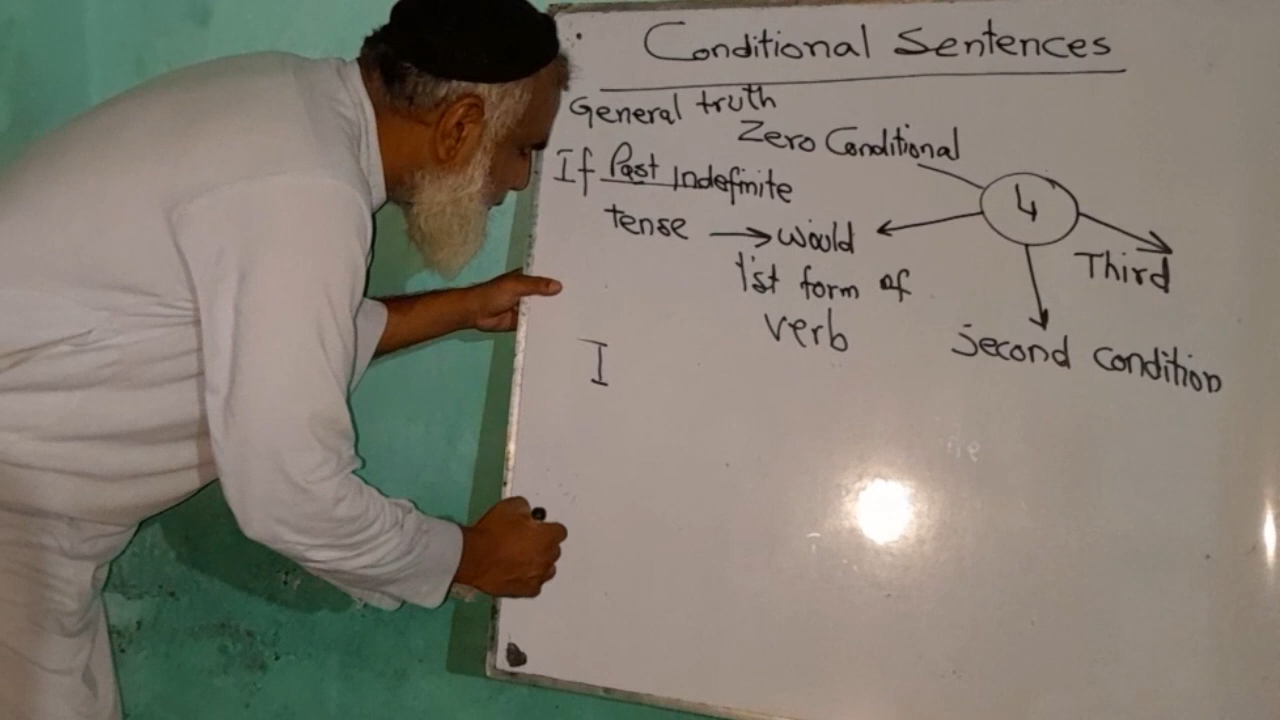 Conditional Sentences
General truth
Zero Conditional
If Past Indefinite
tense → would
1st form of
verb
I
4
Third
Second condition